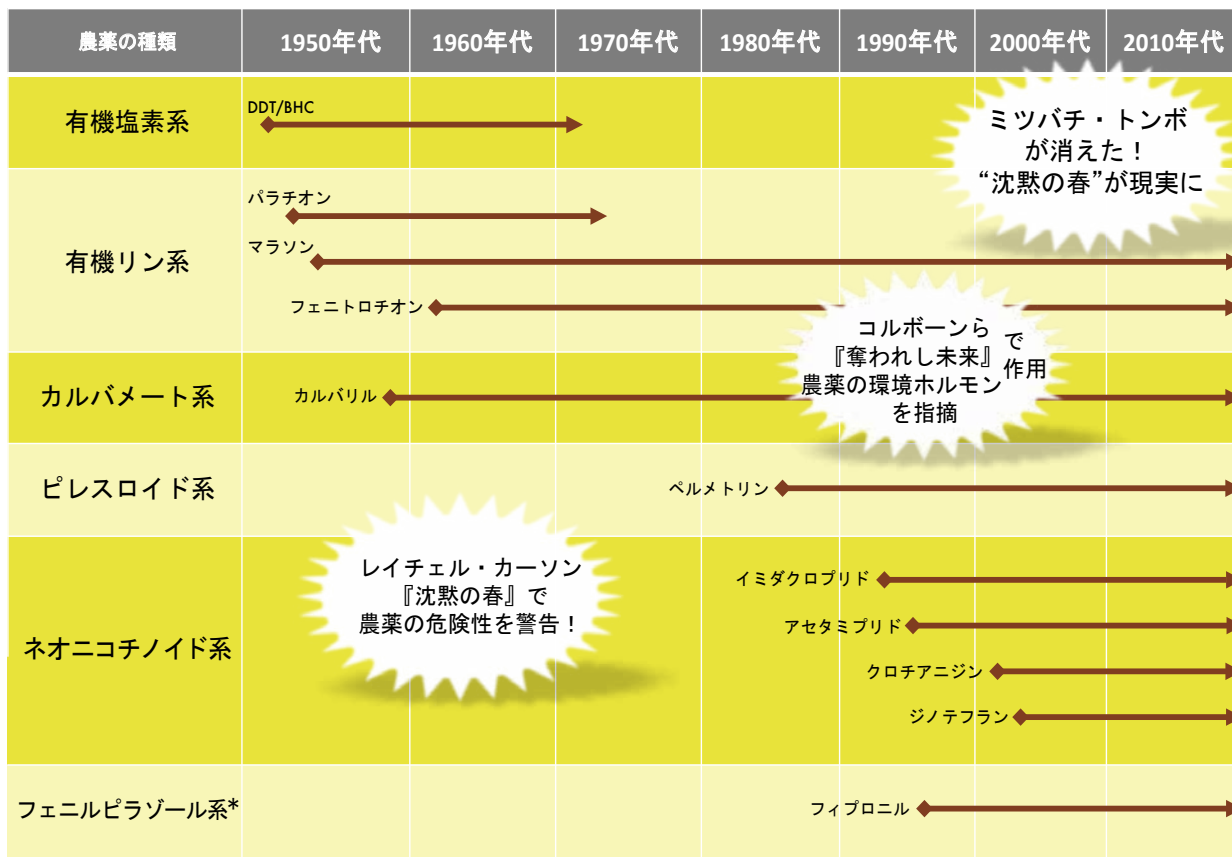 農薬の種類 1950年代 1960年代 1970年代 1980年代 1990年代 2000年代 2010年代
有機塩素系
DDT/BHC
ミツバチ・トンボ
が消えた！
“沈黙の春”が現実に
有機リン系
パラチオン
マラソン
フェニトロチオン
コルボーンら
『奪われし未来』で
農薬の環境ホルモン作用
を指摘
カルバメート系
カルバリル
ピレスロイド系
ペルメトリン
レイチェル・カーソン
『沈黙の春』で
農薬の危険性を警告！
ネオニコチノイド系
イミダクロプリド
アセタミプリド
クロチアニジン
ジノテフラン
フェニルピラゾール系*
フィプロニル